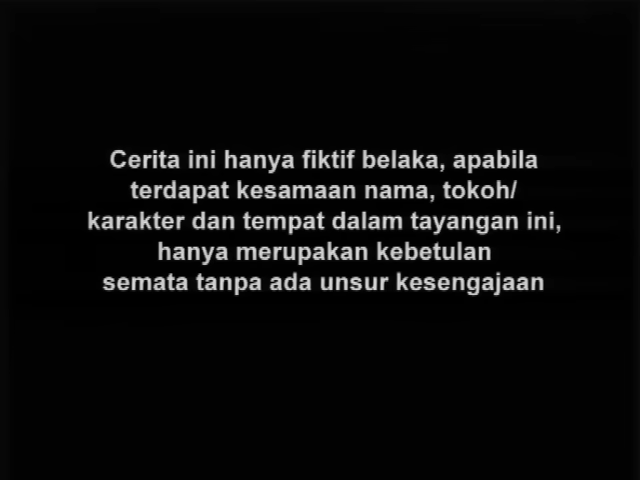 Cerita ini hanya fiktif belaka, apabila
terdapat kesamaan nama, tokoh/
karakter dan tempat dalam tayangan ini,
hanya merupakan kebetulan
semata tanpa ada unsur kesengajaan